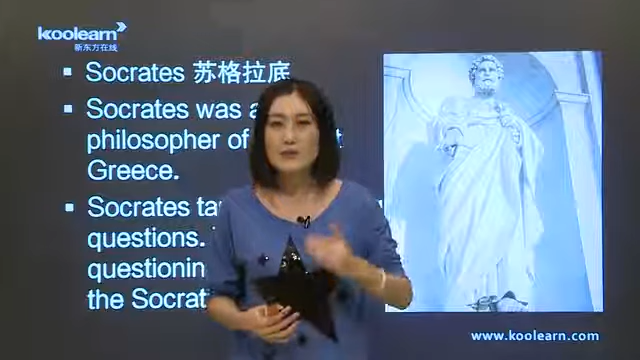 koolearn
新东方在线
Socrates 苏格拉底
Socrates was a
philosopher of
Greece.
Socrates
questions.
questionin
the Socrat
www.koolearn.com